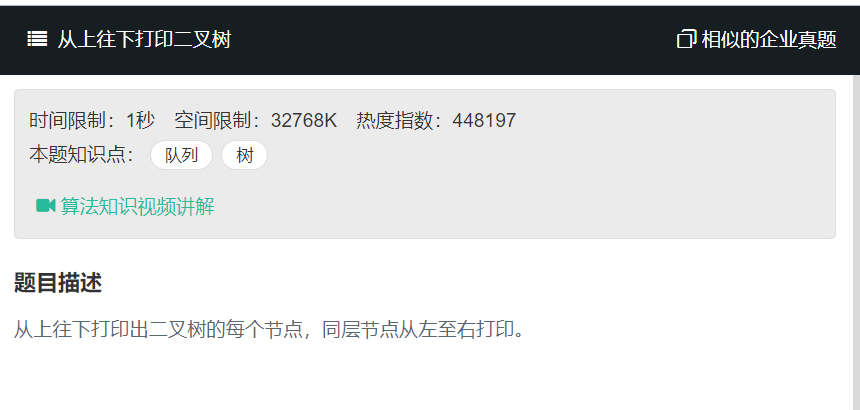 从上往下打印二叉树 相似的企业真题
时间限制：1秒 空间限制：32768K 热度指数：448197
本题知识点： 队列 树
算法知识视频讲解
题目描述
从上往下打印出二叉树的每个节点，同层节点从左至右打印。